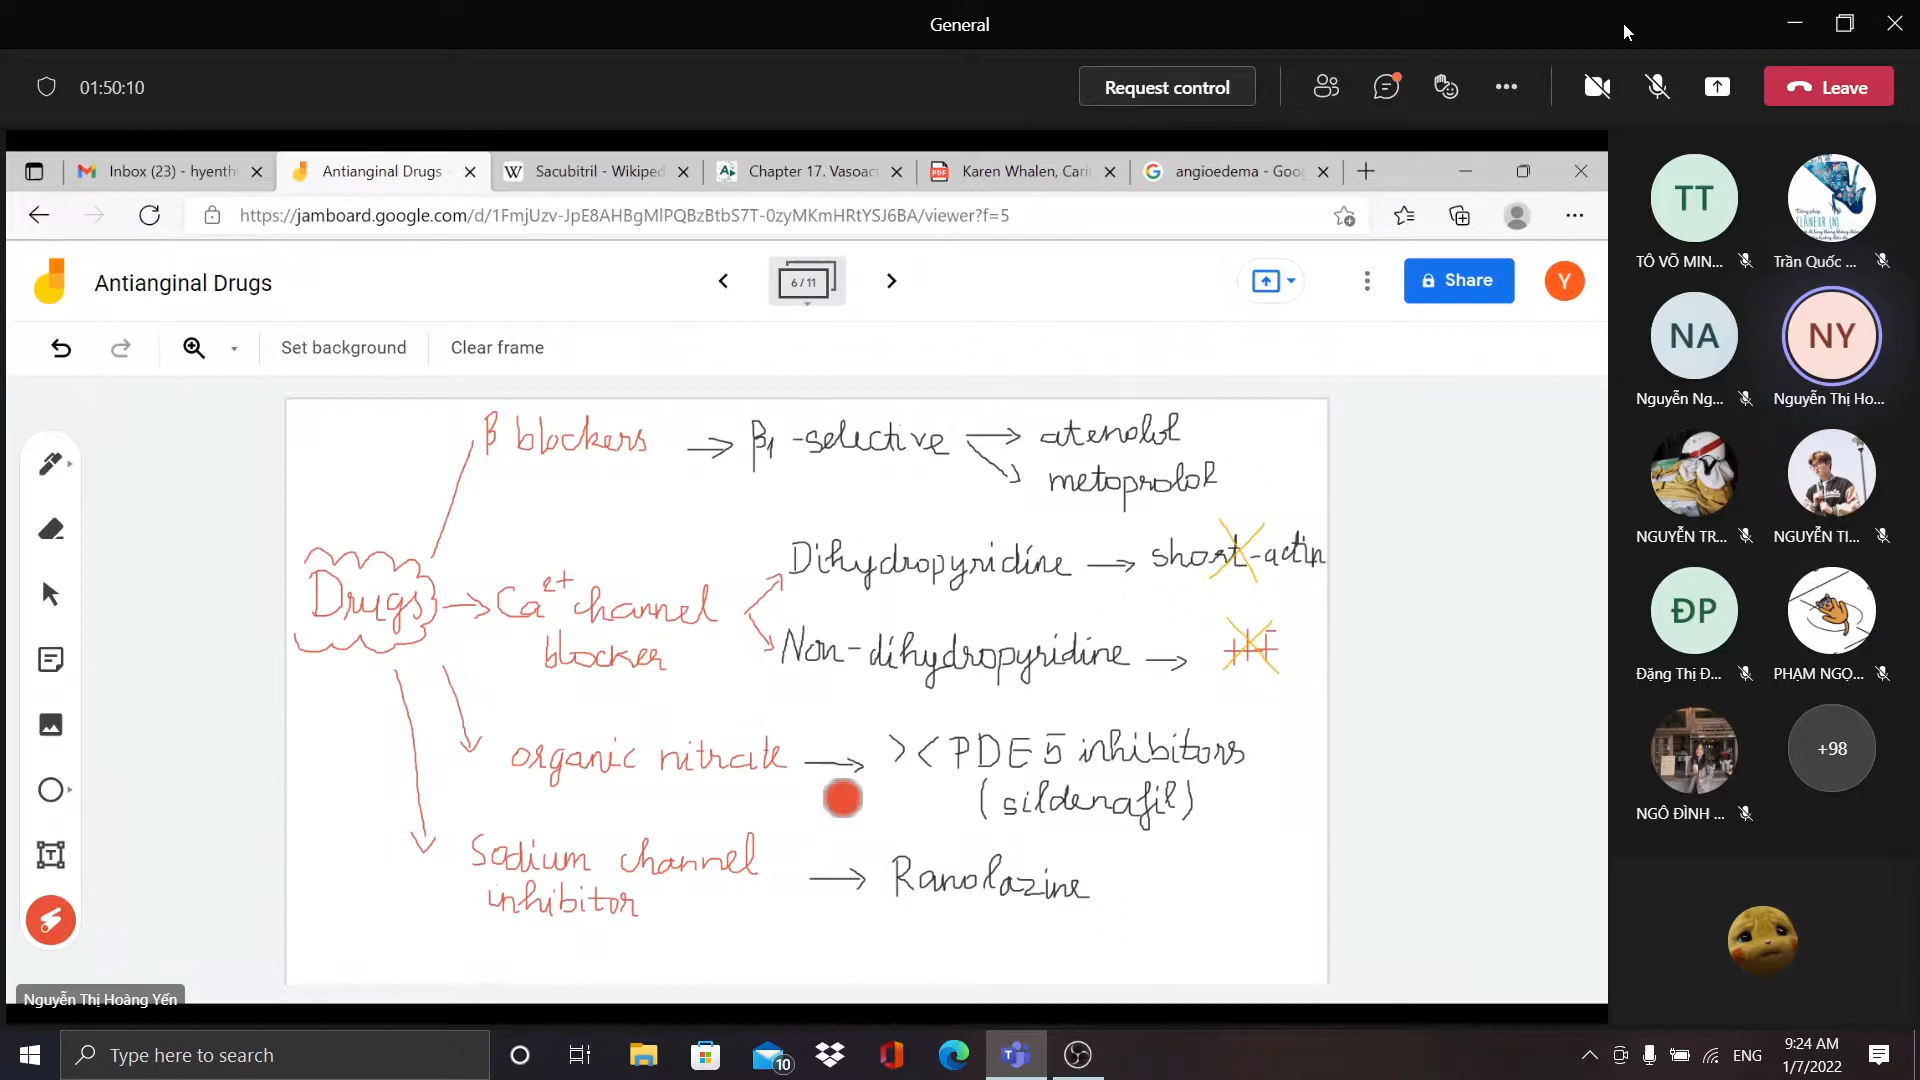 General
01:50:10
Request control
Leave
Inbox (23) - hyenth
Antianginal Drugs -
Sacubitril - Wikiped
Chapter 17. Vasoac
Karen Whalen, Cari
angioedema - Goo
https://jamboard.google.com/d/1FmjUzv-JpE8AHBgMlPQBzBtbS7T-0zyMKmHRtYSJ6BA/viewer?f=5
Antianginal Drugs
6 / 11
Share
Y
Set background
Clear frame
β blockers → β1 -selective → atenolol
metoprolol
Dihydropyridine → short-actin
Drugs → Ca2+ channel
blocker
Non-dihydropyridine →
organic nitrate → >< PDE 5 inhibitors
(sildenafil)
Sodium channel
inhibitor → Ranolazine
Nguyễn Thị Hoàng Yến
TT
TÔ VÕ MIN...
Trần Quốc ...
NA
NY
Nguyễn Ng...
Nguyễn Thị Ho...
NGUYỄN TR...
NGUYỄN TI...
ĐP
Đặng Thị Đ...
PHẠM NGỌ...
+98
NGÔ ĐÌNH ...
Type here to search
10
ENG
9:24 AM
1/7/2022